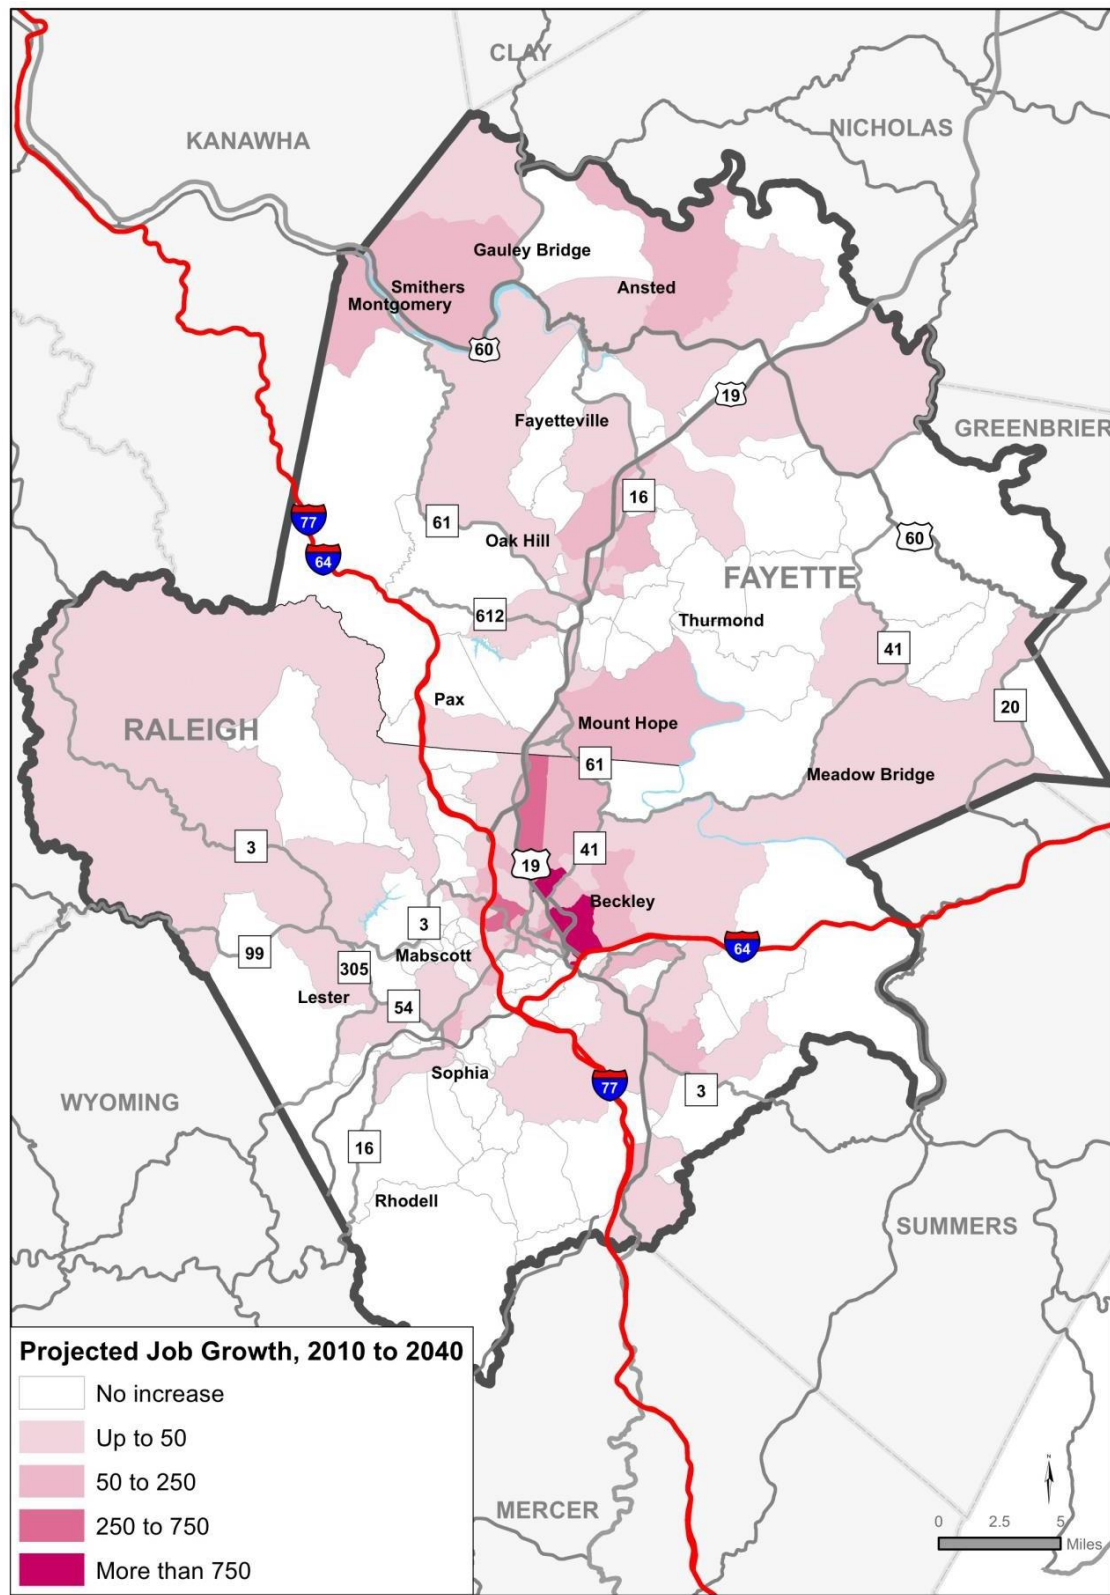 CLAY
NICHOLAS
KANAWHA
Gauley Bridge
Smithers
Ansted
Montgomery
60
19
Fayetteville
GREENBRIER
16
77
61
60
Oak Hill
64
FAYETTE
612
Thurmond
41
Pax
20
RALEIGH
Mount Hope
61
Meadow Bridge
3
41
19
Beckley
3
64
99
Mabscott
305
Lester
54
Sophia
77
3
WYOMING
16
Rhodell
SUMMERS
Projected Job Growth, 2010 to 2040
No increase
Up to 50
50 to 250
250 to 750
More than 750
MERCER
N
0 2.5 5
Miles